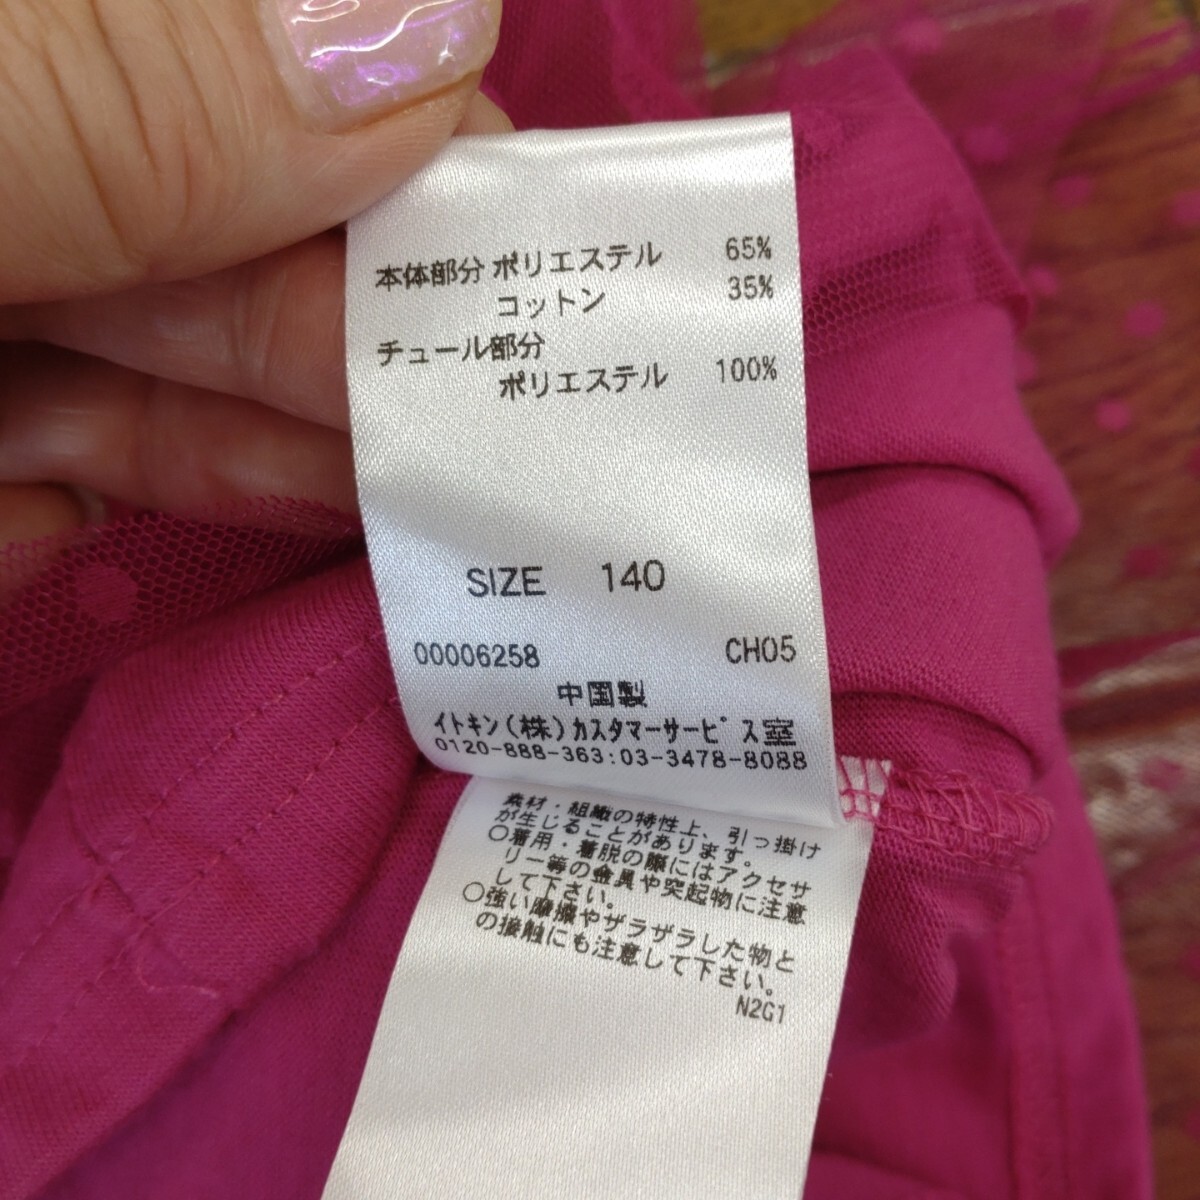 本体部分 ポリエステル 65%
コットン 35%
チュール部分
ポリエステル 100%
SIZE 140
00006258 CH05
中国製
イトキン(株)カスタマーサービス室
0120-888-363:03-3478-8088
素材・組織の特性上、引っ掛け
が生じることがあります。
○着用・着脱の際にはアクセサ
リー等の金具や突起物に注意
して下さい。
○強い摩擦やザラザラした物と
の接触にも注意して下さい。
N2G1